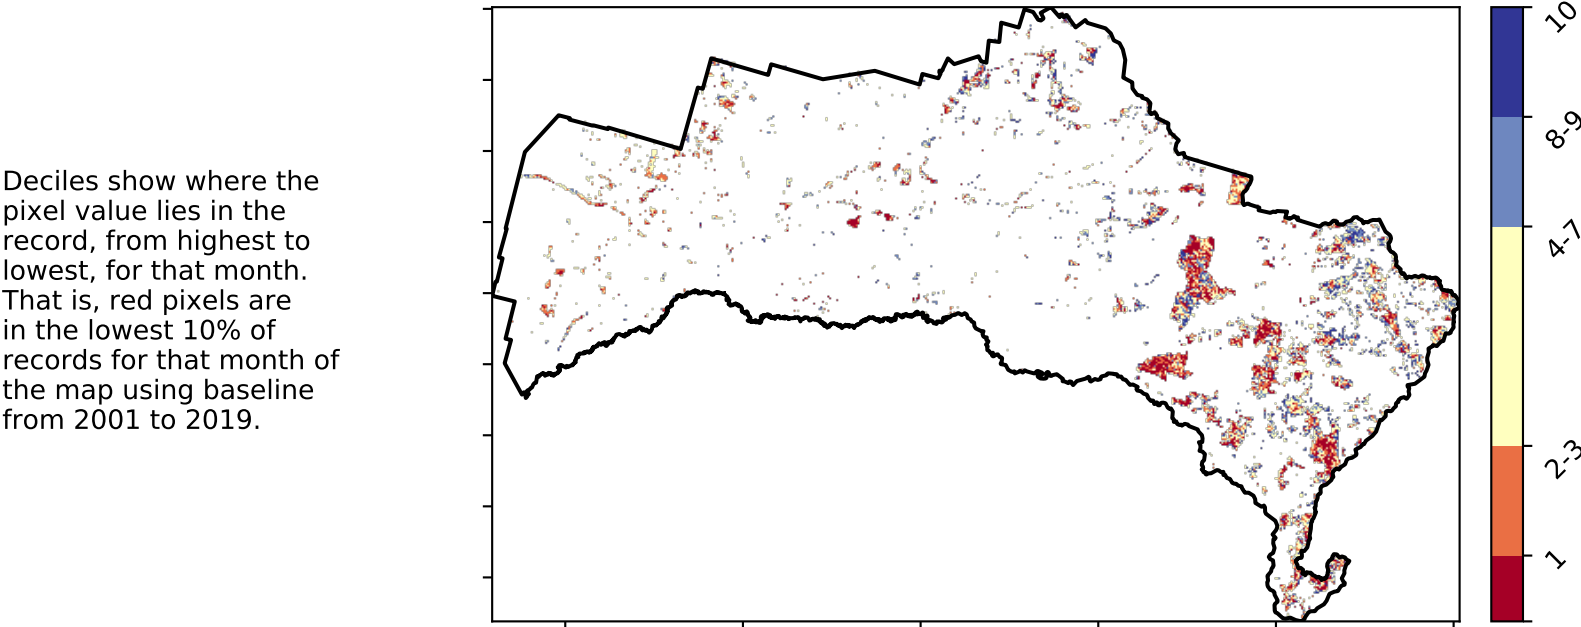 Deciles show where the
pixel value lies in the
record, from highest to
lowest, for that month.
That is, red pixels are
in the lowest 10% of
records for that month of
the map using baseline
from 2001 to 2019.
10
8-9
4-7
2-3
1